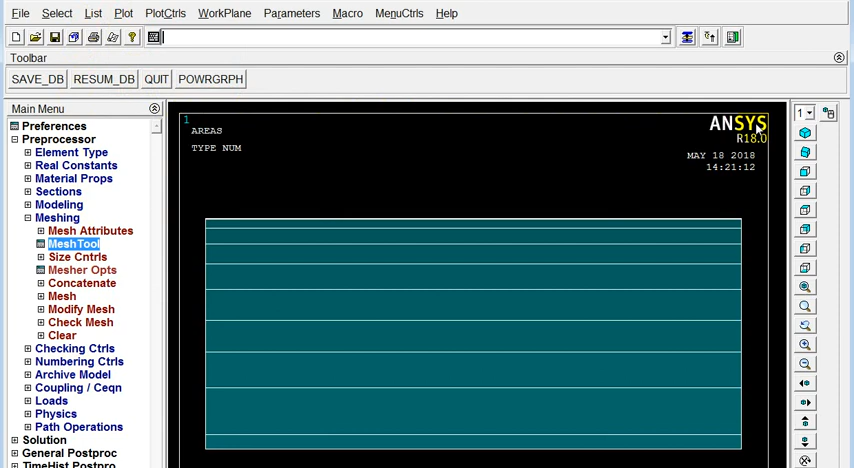 File Select List Plot PlotCtrls WorkPlane Parameters Macro MenuCtrls Help
Toolbar
SAVE_DB RESUM_DB QUIT POWRGRPH
Main Menu
Preferences
Preprocessor
Element Type
Real Constants
Material Props
Sections
Modeling
Meshing
Mesh Attributes
MeshTool
Size Cntrls
Mesher Opts
Concatenate
Mesh
Modify Mesh
Check Mesh
Clear
Checking Ctrls
Numbering Ctrls
Archive Model
Coupling / Ceqn
Loads
Physics
Path Operations
Solution
General Postproc
TimeHist Postpro
1
AREAS
TYPE NUM
ANSYS
R18.0
MAY 18 2018
14:21:12
1